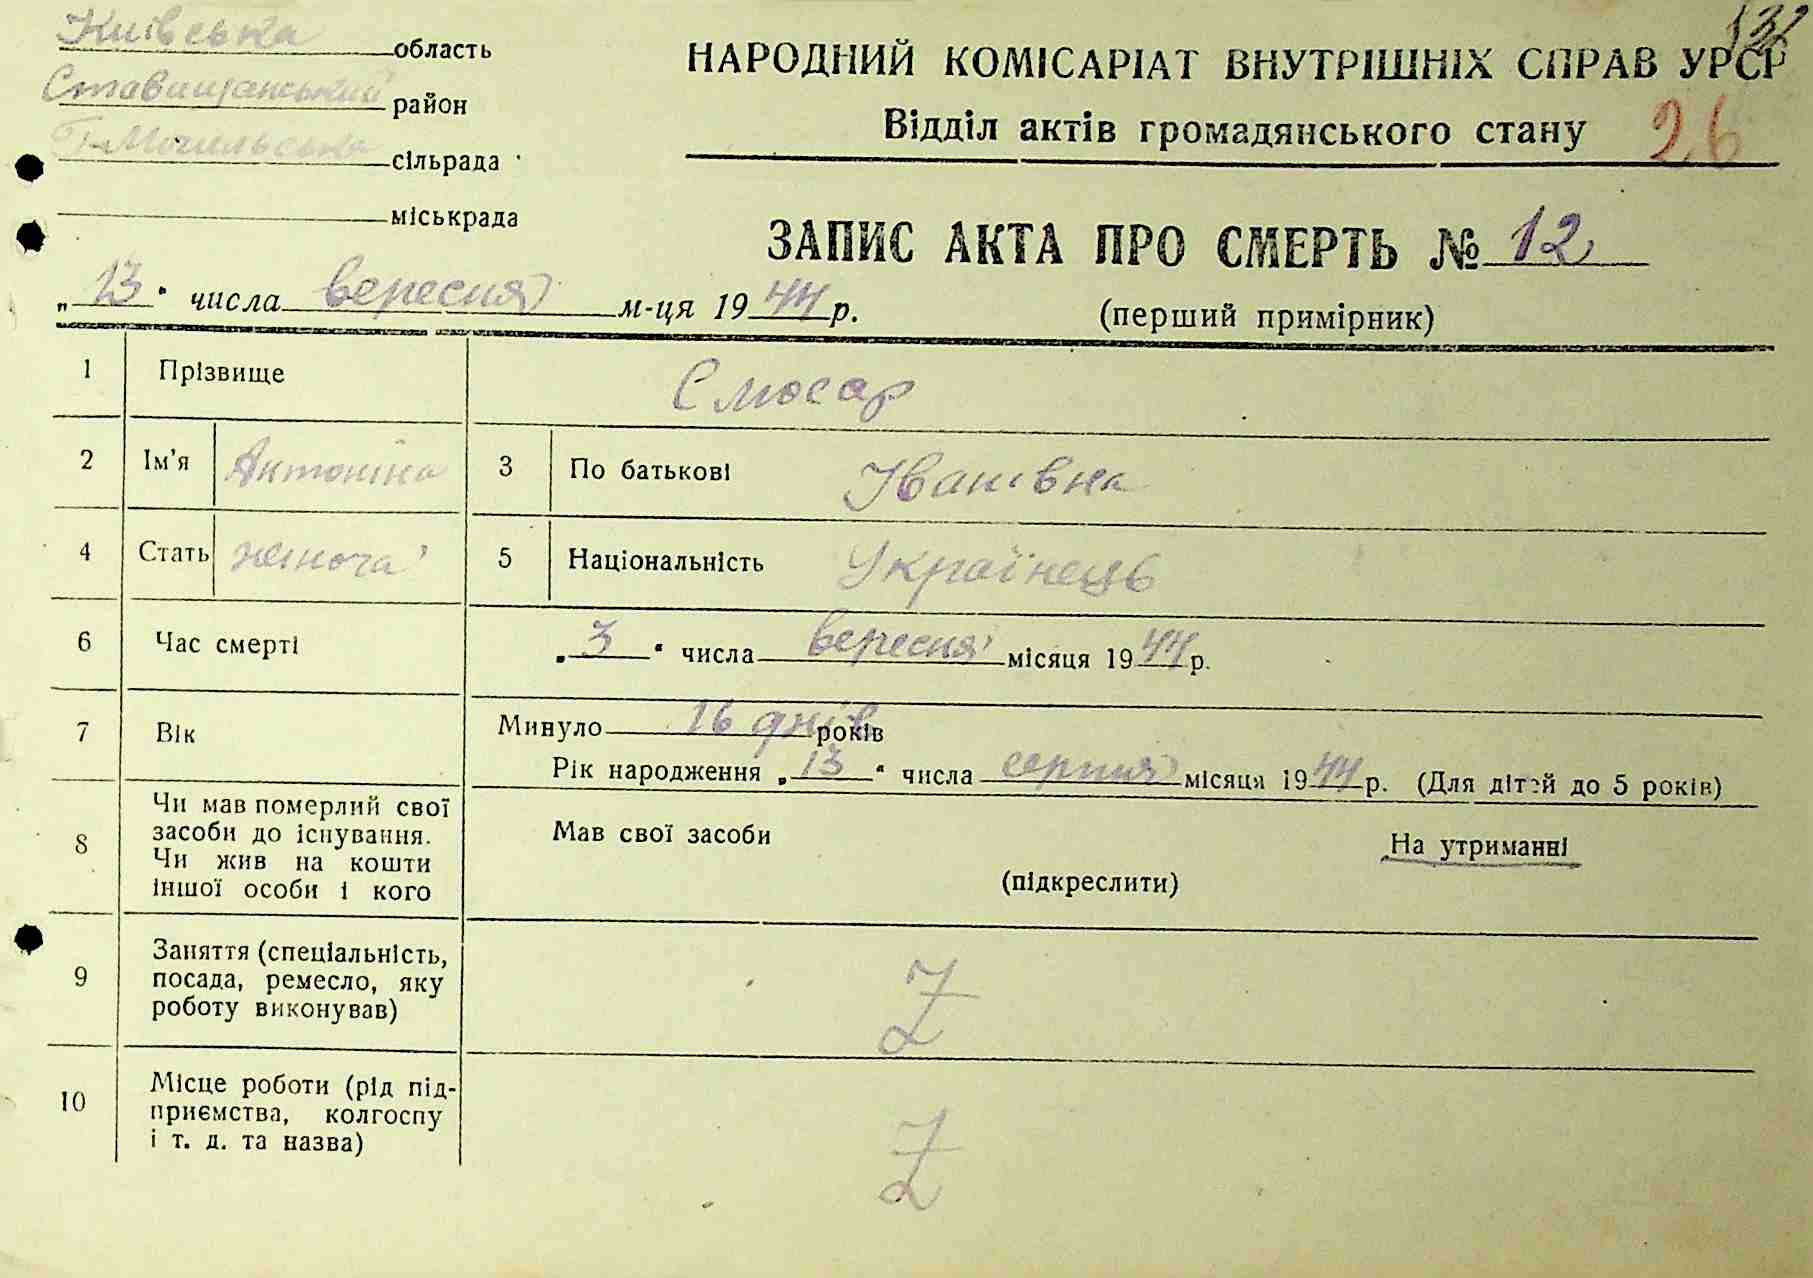 132
Київська область
Ставищанський район
Г-Могильська сільрада
міськрада
НАРОДНИЙ КОМІСАРІАТ ВНУТРІШНІХ СПРАВ УРСР
Відділ актів громадянського стану 26
ЗАПИС АКТА ПРО СМЕРТЬ № 12
„13" числа вересня м-ця 1944 р.
(перший примірник)
1 Прізвище Слюсар
2 Ім'я Антоніна 3 По батькові Іванівна
4 Стать жіноча 5 Національність Українець
6 Час смерті „3" числа вересня місяця 1944 р.
7 Вік Минуло 16 днів років
Рік народження „13" числа серпня місяця 1944 р. (Для дітей до 5 років)
8 Чи мав померлий свої
засоби до існування.
Чи жив на кошти
іншої особи і кого
Мав свої засоби На утриманні
(підкреслити)
9 Заняття (спеціальність,
посада, ремесло, яку
роботу виконував)
10 Місце роботи (рід під-
приємства, колгоспу
і т. д. та назва)